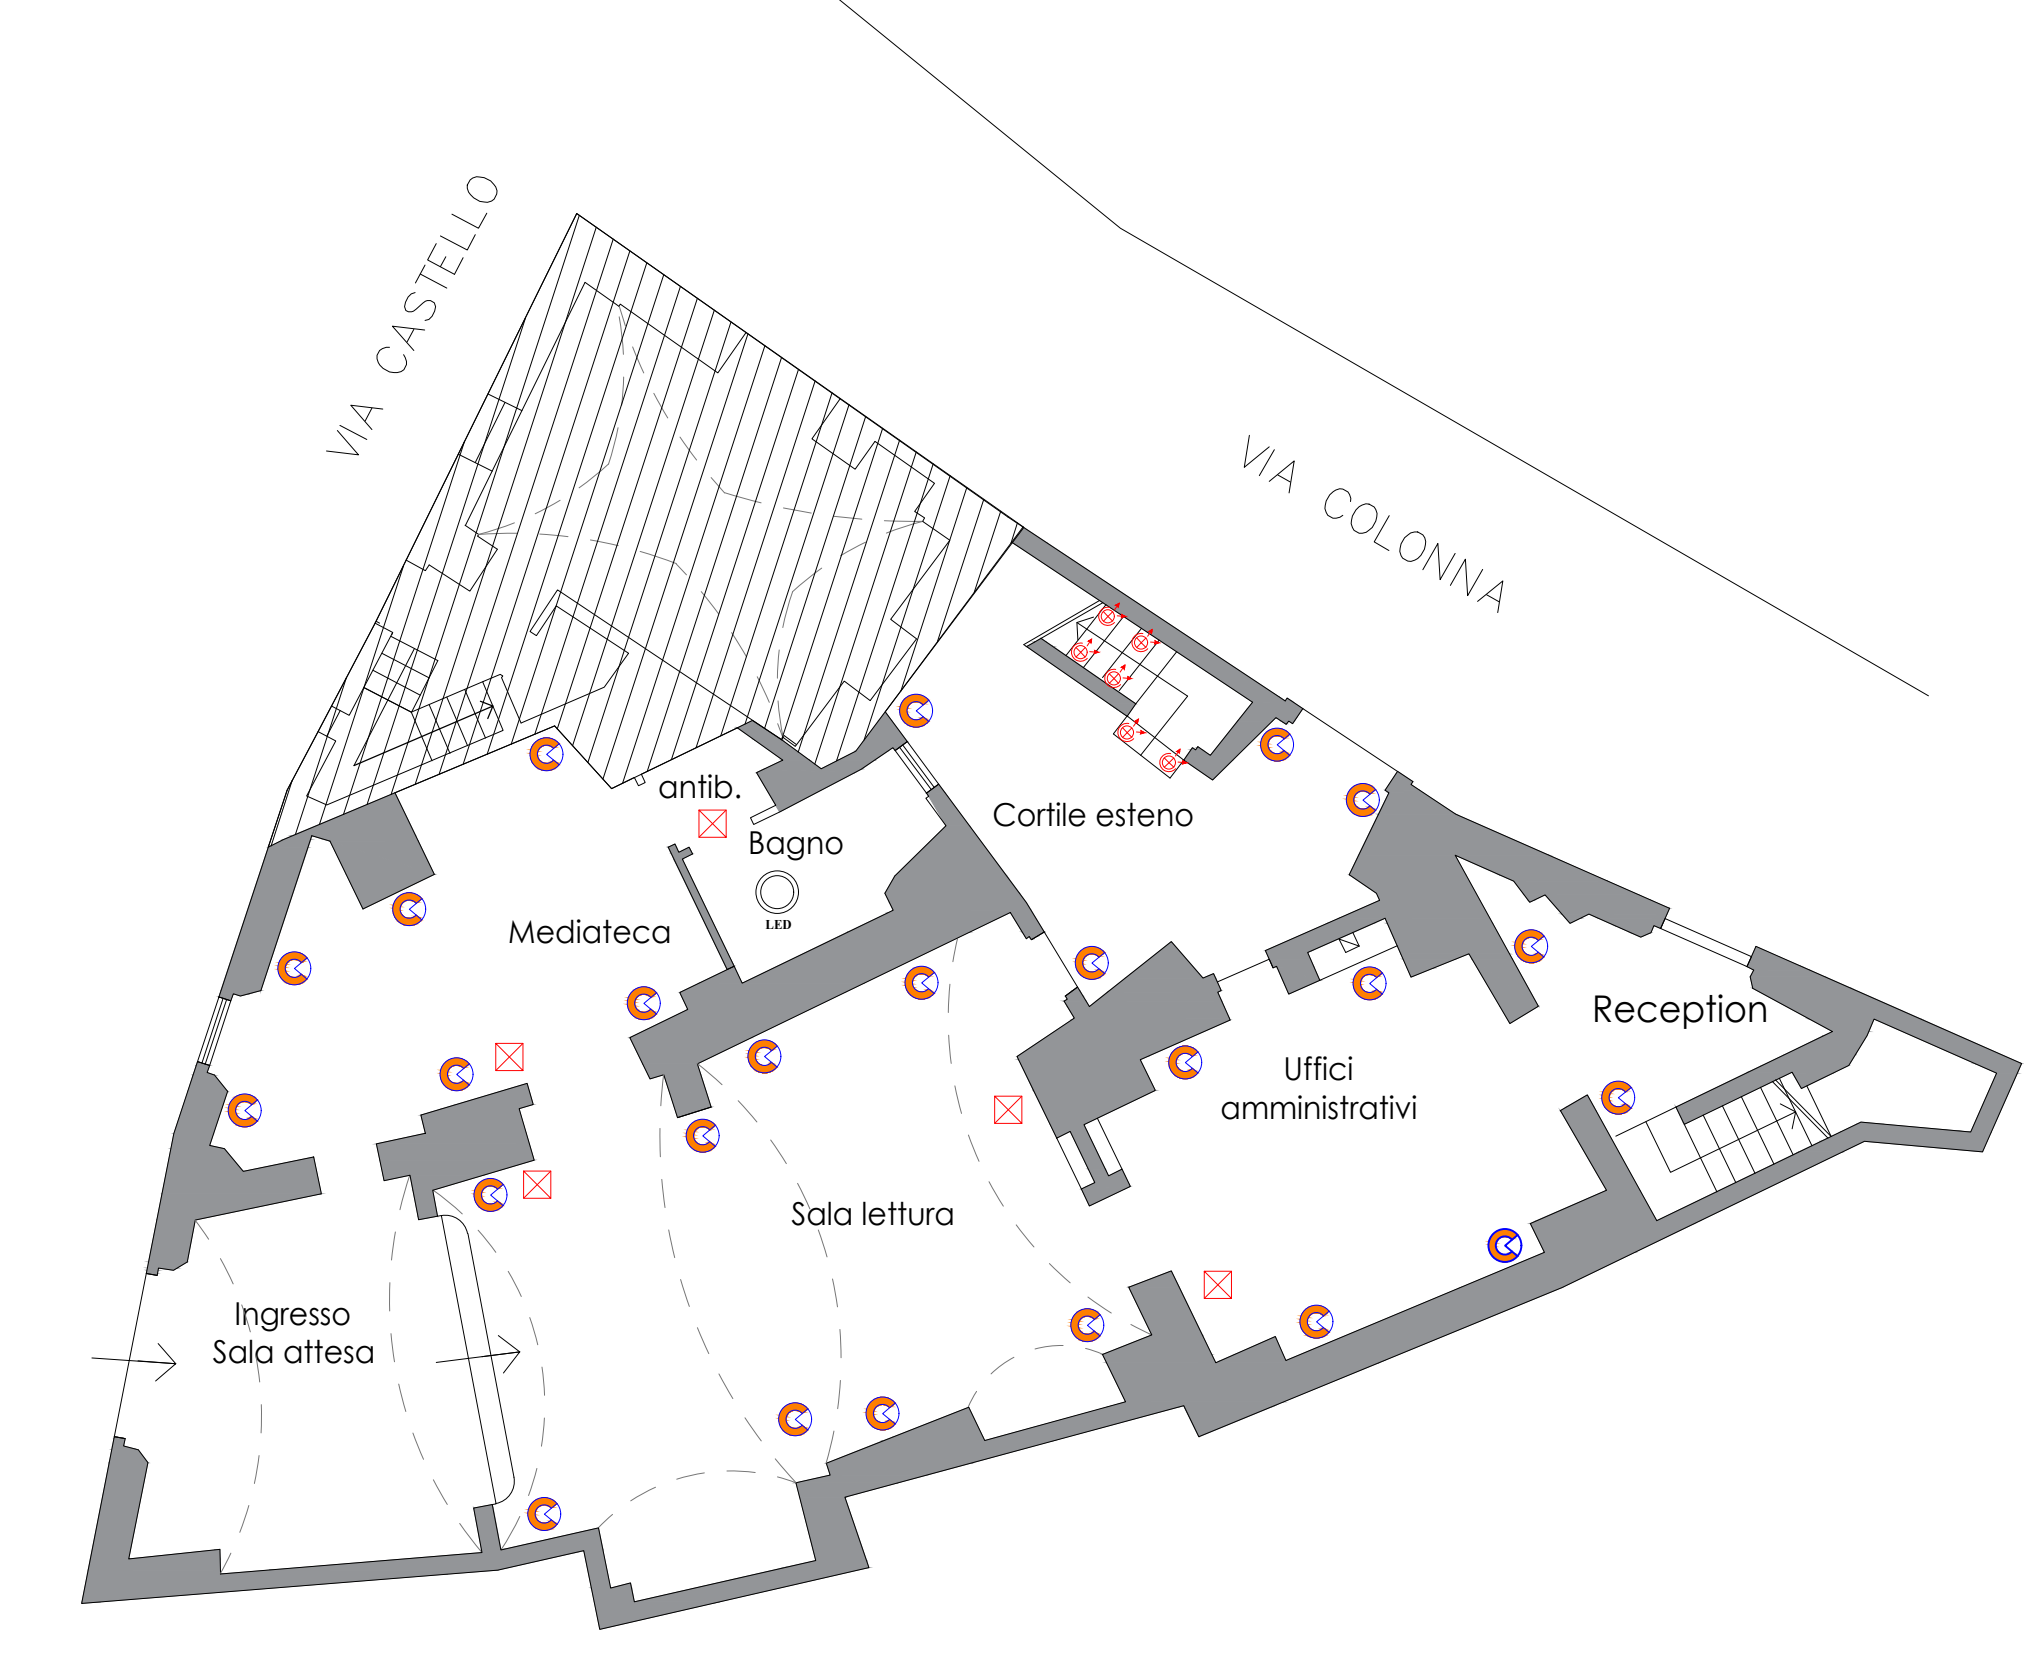 VIA CASTELLO
VIA COLONNA
antib.
Bagno
LED
Cortile esteno
Mediateca
Reception
Uffici
amministrativi
Sala lettura
Ingresso
Sala attesa